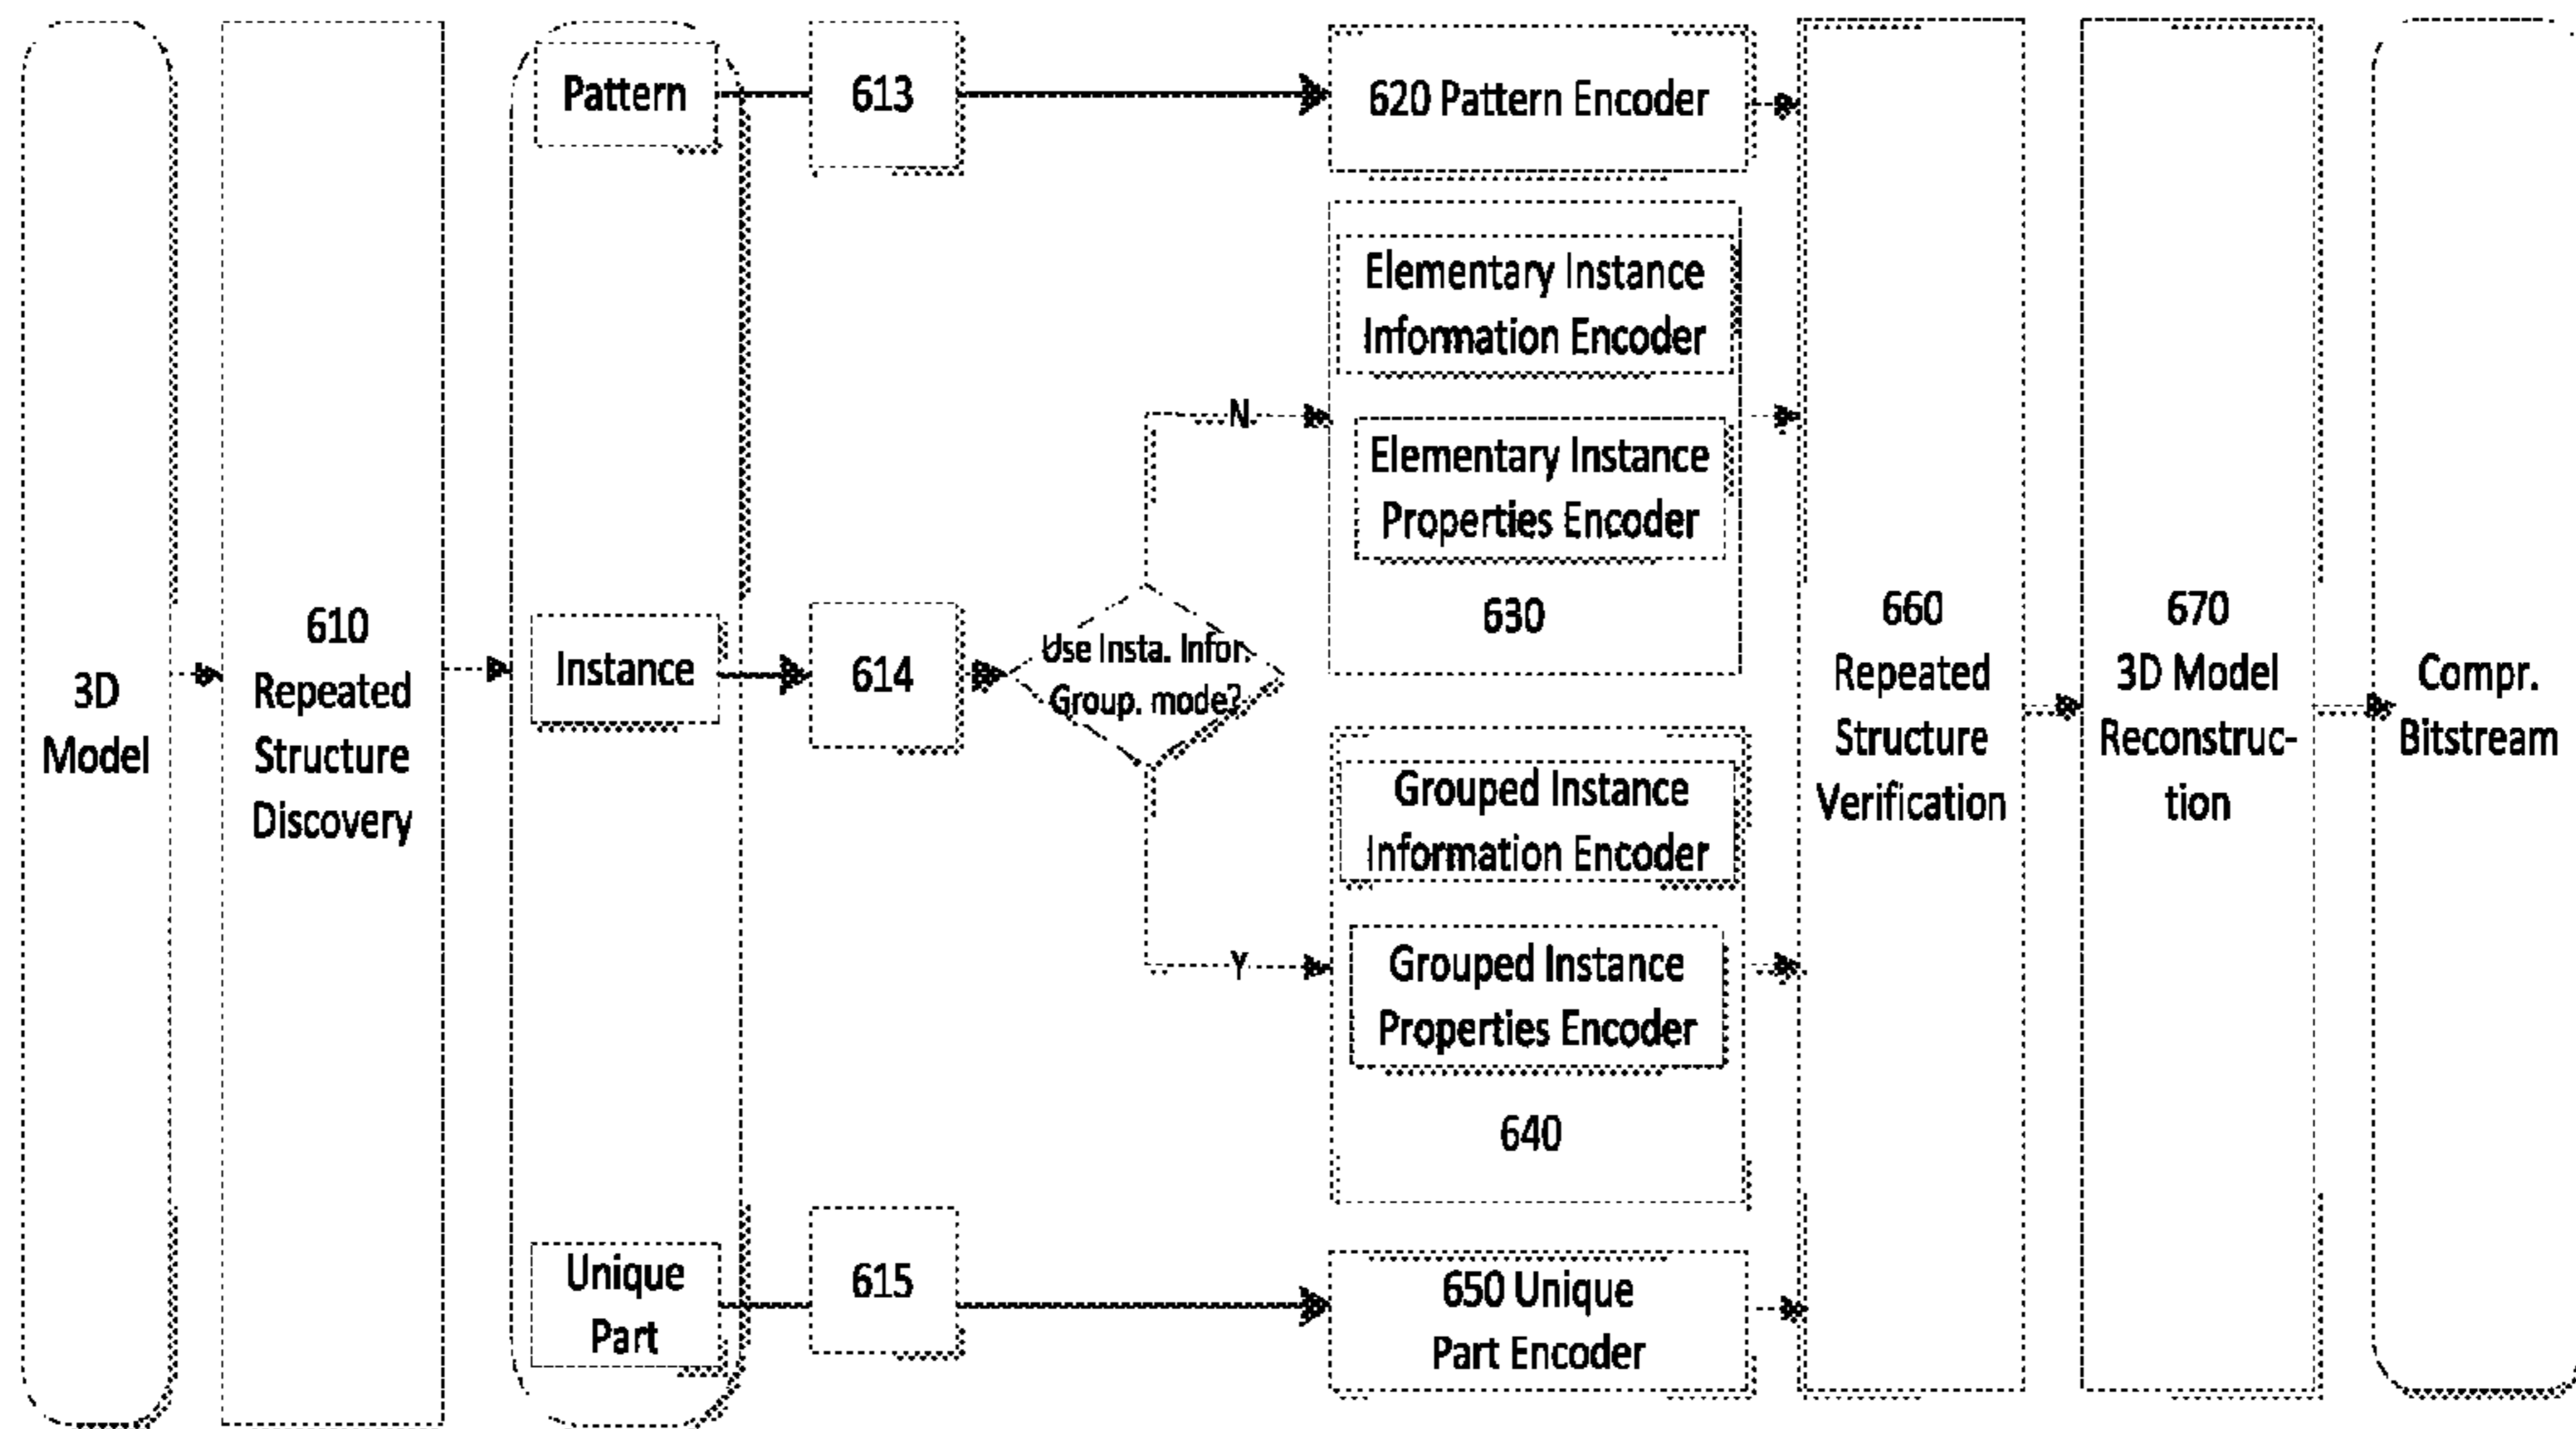 3D
Model
610
Repeated
Structure
Discovery
Pattern
Instance
Unique
Part
613
614
615
Use Insta. Infor.
Group. mode?
N
Y
620 Pattern Encoder
Elementary Instance
Information Encoder
Elementary Instance
Properties Encoder
630
Grouped Instance
Information Encoder
Grouped Instance
Properties Encoder
640
650 Unique
Part Encoder
660
Repeated
Structure
Verification
670
3D Model
Reconstruc-
tion
Compr.
Bitstream